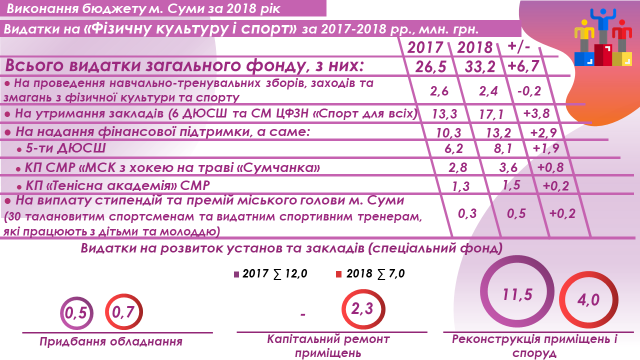 Виконання бюджету м. Суми за 2018 рік
Видатки на «Фізичну культуру і спорт» за 2017-2018 рр., млн. грн.
2017 2018 +/-
Всього видатки загального фонду, з них: 26,5 33,2 +6,7
● На проведення навчально-тренувальних зборів, заходів та
змагань з фізичної культури та спорту 2,6 2,4 -0,2
● На утримання закладів (6 ДЮСШ та СМ ЦФЗН «Спорт для всіх) 13,3 17,1 +3,8
● На надання фінансової підтримки, а саме: 10,3 13,2 +2,9
● 5-ти ДЮСШ 6,2 8,1 +1,9
● КП СМР «МСК з хокею на траві «Сумчанка» 2,8 3,6 +0,8
● КП «Тенісна академія» СМР 1,3 1,5 +0,2
● На виплату стипендій та премій міського голови м. Суми
(30 талановитим спортсменам та видатним спортивним тренерам, 0,3 0,5 +0,2
які працюють з дітьми та молоддю)
Видатки на розвиток установ та закладів (спеціальний фонд)
2017 ∑ 12,0 2018 ∑ 7,0
0,5 0,7 - 2,3 11,5 4,0
Придбання обладнання
Капітальний ремонт
приміщень
Реконструкція приміщень і
споруд